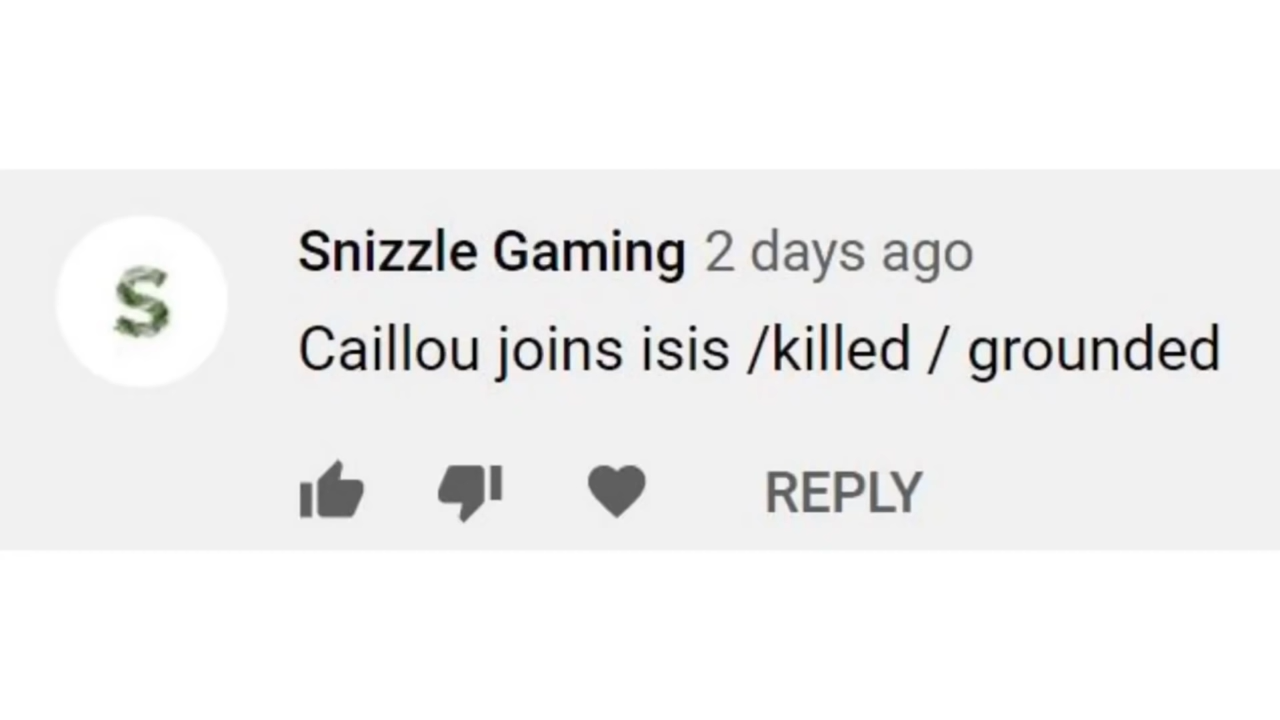 S
Snizzle Gaming 2 days ago
Caillou joins isis /killed / grounded
REPLY